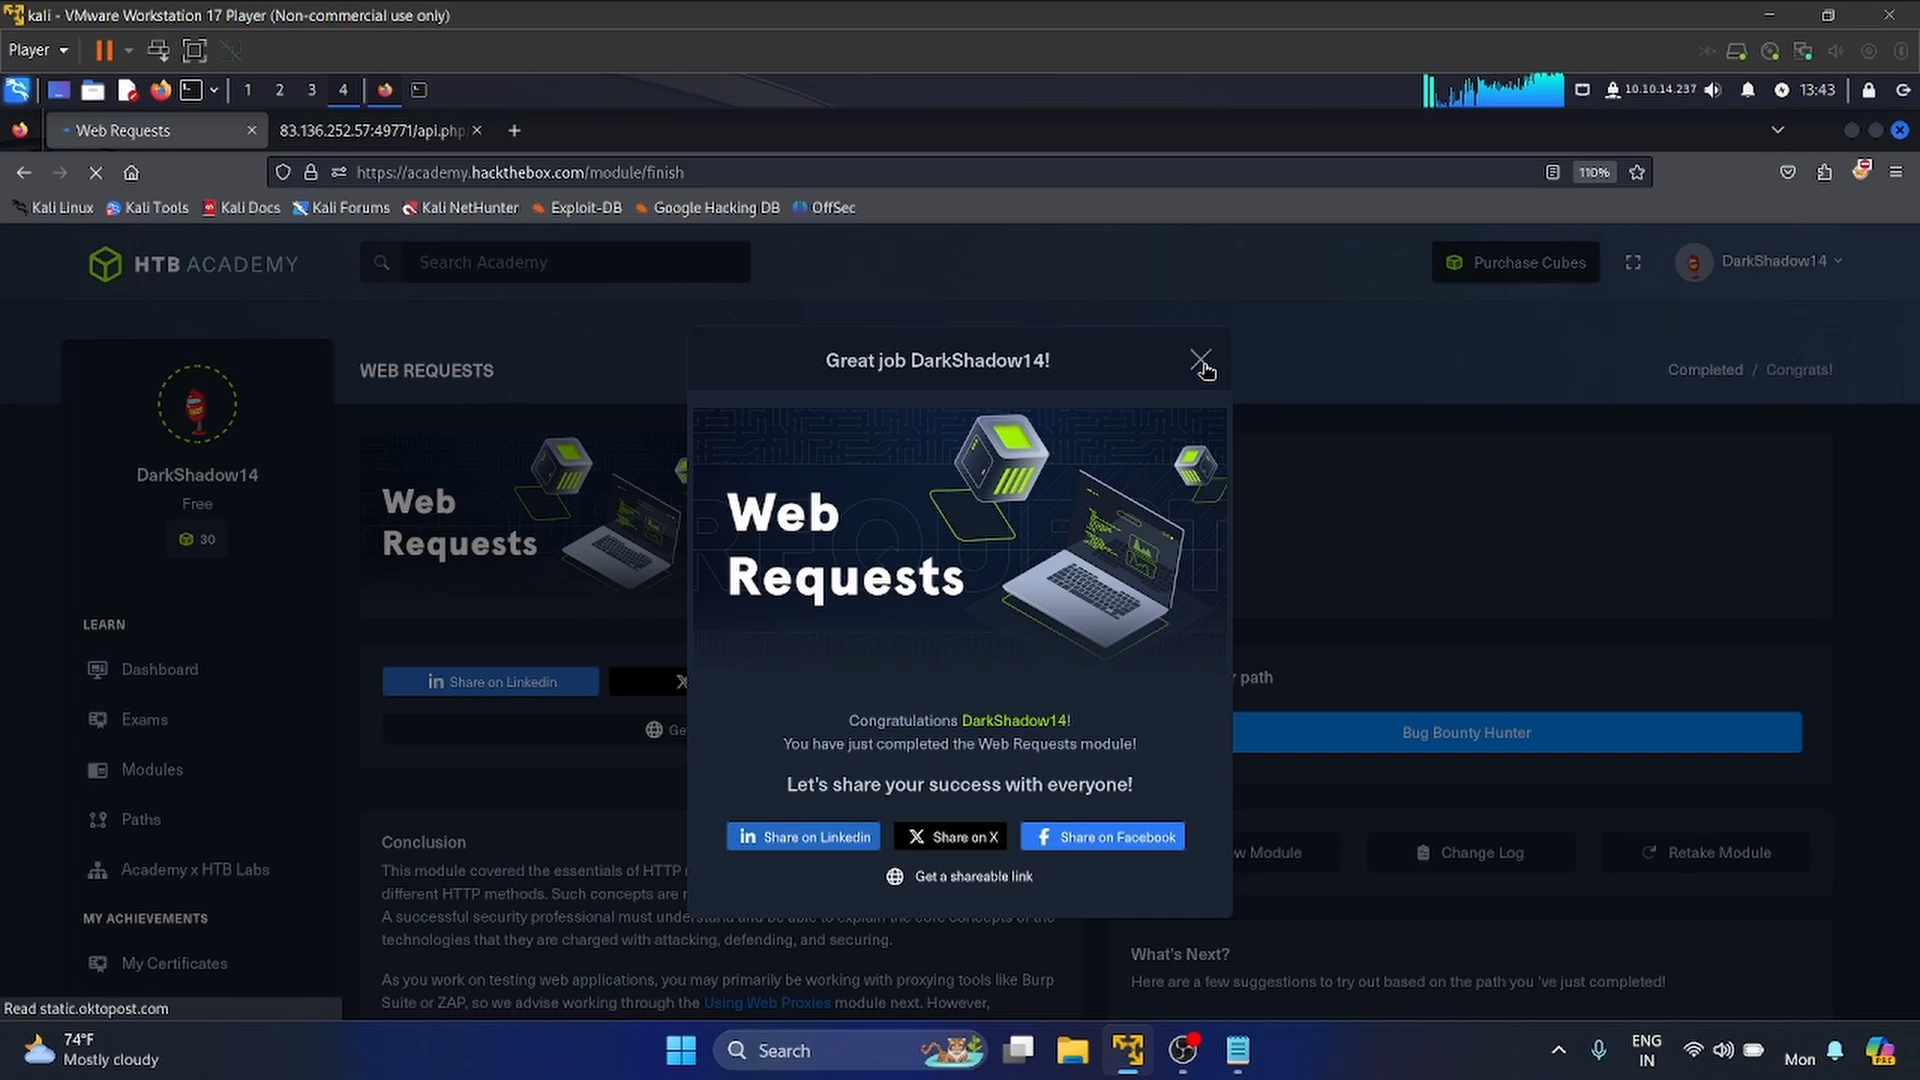 kali - VMware Workstation 17 Player (Non-commercial use only)
Player
1 2 3 4
10.10.14.237
13:43
Web Requests
83.136.252.57:49771/api.php
https://academy.hackthebox.com/module/finish
110%
Kali Linux
Kali Tools
Kali Docs
Kali Forums
Kali NetHunter
Exploit-DB
Google Hacking DB
OffSec
HTB ACADEMY
Search Academy
Purchase Cubes
DarkShadow14
WEB REQUESTS
Completed / Congrats!
DarkShadow14
Free
30
LEARN
Dashboard
Exams
Modules
Paths
Academy x HTB Labs
MY ACHIEVEMENTS
My Certificates
Web
Requests
Share on Linkedin
Ge
Great job DarkShadow14!
Web
Requests
Congratulations DarkShadow14!
You have just completed the Web Requests module!
Let's share your success with everyone!
Share on Linkedin
Share on X
Share on Facebook
Get a shareable link
path
Bug Bounty Hunter
w Module
Change Log
Retake Module
Conclusion
This module covered the essentials of HTTP
different HTTP methods. Such concepts are
A successful security professional must understand and be able to explain the core concepts of the
technologies that they are charged with attacking, defending, and securing.
As you work on testing web applications, you may primarily be working with proxying tools like Burp
Suite or ZAP, so we advise working through the Using Web Proxies module next. However,
What's Next?
Here are a few suggestions to try out based on the path you 've just completed!
Read static.oktopost.com
74°F
Mostly cloudy
Search
ENG
IN
Mon